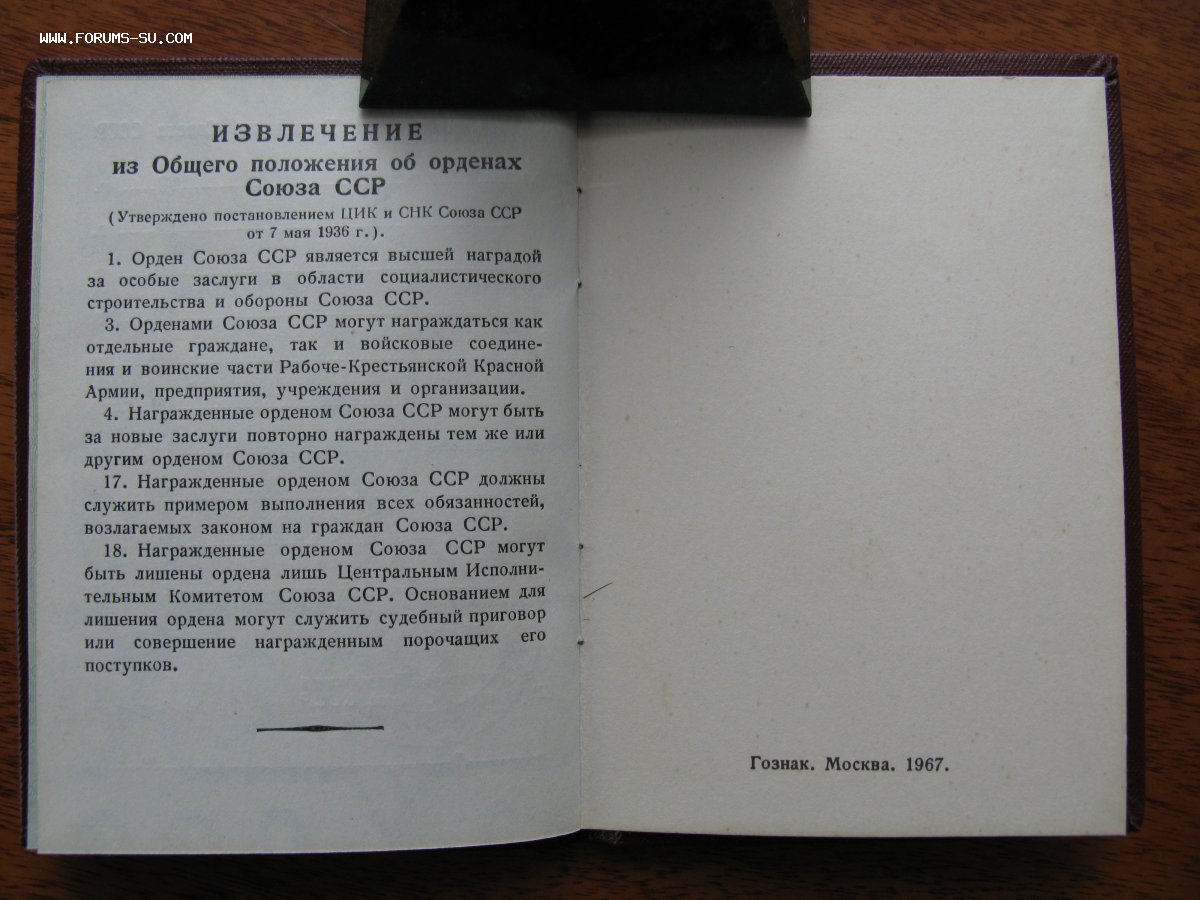 WWW.FORUMS-SU.COM
ИЗВЛЕЧЕНИЕ
из Общего положения об орденах
Союза ССР
(Утверждено постановлением ЦИК и СНК Союза ССР
от 7 мая 1936 г.).
1. Орден Союза ССР является высшей наградой
за особые заслуги в области социалистического
строительства и обороны Союза ССР.
3. Орденами Союза ССР могут награждаться как
отдельные граждане, так и войсковые соедине-
ния и воинские части Рабоче-Крестьянской Красной
Армии, предприятия, учреждения и организации.
4. Награжденные орденом Союза ССР могут быть
за новые заслуги повторно награждены тем же или
другим орденом Союза ССР.
17. Награжденные орденом Союза ССР должны
служить примером выполнения всех обязанностей,
возлагаемых законом на граждан Союза ССР.
18. Награжденные орденом Союза ССР могут
быть лишены ордена лишь Центральным Исполни-
тельным Комитетом Союза ССР. Основанием для
лишения ордена могут служить судебный приговор
или совершение награжденным порочащих его
поступков.
Гознак. Москва. 1967.